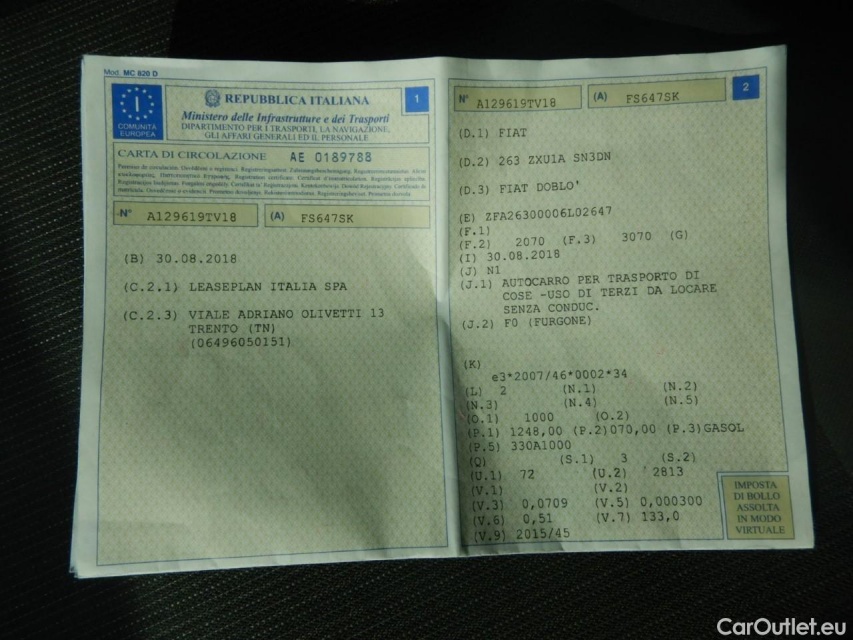 Mod. MC 820 D
I
COMUNITÀ
EUROPEA
REPUBBLICA ITALIANA
1
Ministero delle Infrastrutture e dei Trasporti
DIPARTIMENTO PER I TRASPORTI, LA NAVIGAZIONE,
GLI AFFARI GENERALI ED IL PERSONALE
CARTA DI CIRCOLAZIONE AE 0189788
N° A129619TV18 (A) FS647SK
(B) 30.08.2018
(C.2.1) LEASEPLAN ITALIA SPA
(C.2.3) VIALE ADRIANO OLIVETTI 13
TRENTO (TN)
(06496050151)
N° A129619TV18 (A) FS647SK
2
(D.1) FIAT
(D.2) 263 ZXU1A SN3DN
(D.3) FIAT DOBLO'
(E) ZFA26300006L02647
(F.1)
(F.2) 2070 (F.3) 3070 (G)
(I) 30.08.2018
(J) N1
(J.1) AUTOCARRO PER TRASPORTO DI
COSE -USO DI TERZI DA LOCARE
SENZA CONDUC.
(J.2) F0 (FURGONE)
(K)
e3*2007/46*0002*34
(L) 2 (N.1) (N.2)
(N.3) (N.4) (N.5)
(O.1) 1000 (O.2)
(P.1) 1248,00 (P.2)070,00 (P.3)GASOL
(P.5) 330A1000
(Q) (S.1) 3 (S.2)
(U.1) 72 (U.2) 2813
(V.1) (V.2)
(V.3) 0,0709 (V.5) 0,000300
(V.6) 0,51 (V.7) 133,0
(V.9) 2015/45
IMPOSTA
DI BOLLO
ASSOLTA
IN MODO
VIRTUALE
CarOutlet.eu